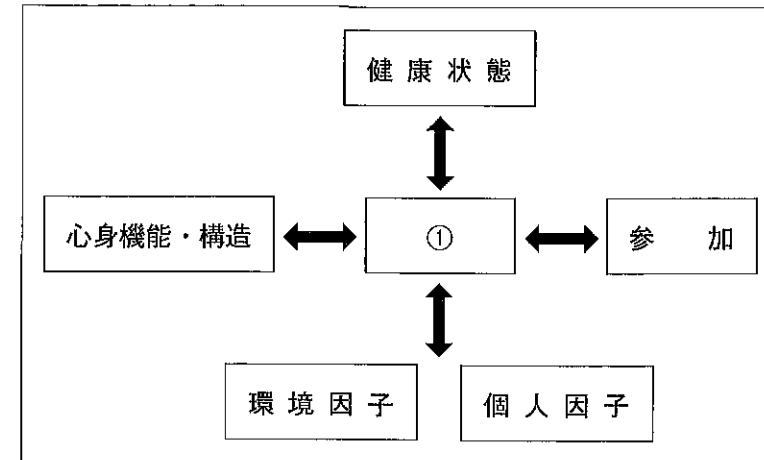 健康状態
心身機能・構造
①
参加
環境因子
個人因子